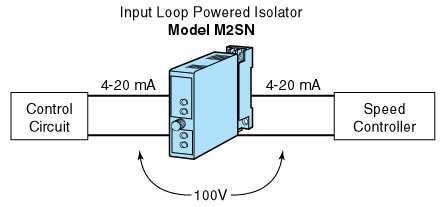 Input Loop Powered Isolator
Model M2SN
4-20 mA
4-20 mA
Control
Circuit
Speed
Controller
100V